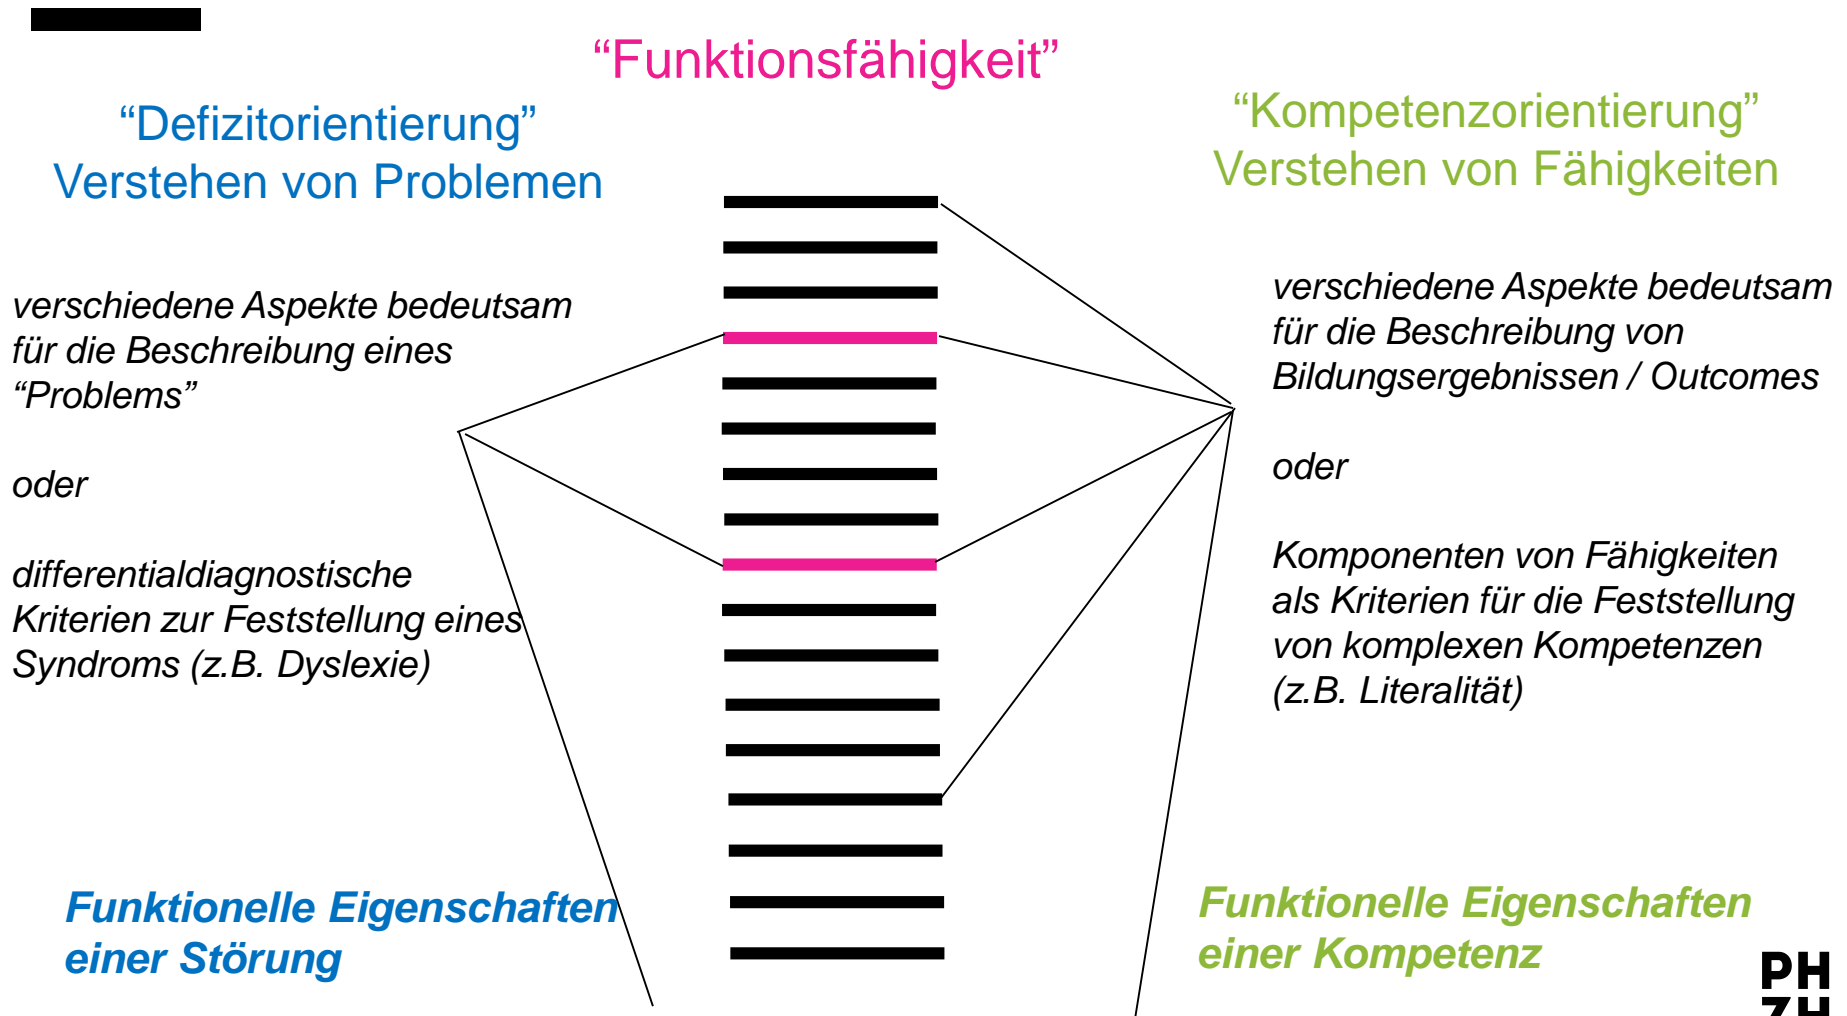 “Funktionsfähigkeit”
“Defizitorientierung”
Verstehen von Problemen
verschiedene Aspekte bedeutsam
für die Beschreibung eines
“Problems”
oder
differentialdiagnostische
Kriterien zur Feststellung eines
Syndroms (z.B. Dyslexie)
Funktionelle Eigenschaften
einer Störung
“Kompetenzorientierung”
Verstehen von Fähigkeiten
verschiedene Aspekte bedeutsam
für die Beschreibung von
Bildungsergebnissen / Outcomes
oder
Komponenten von Fähigkeiten
als Kriterien für die Feststellung
von komplexen Kompetenzen
(z.B. Literalität)
Funktionelle Eigenschaften
einer Kompetenz
PH
ZH